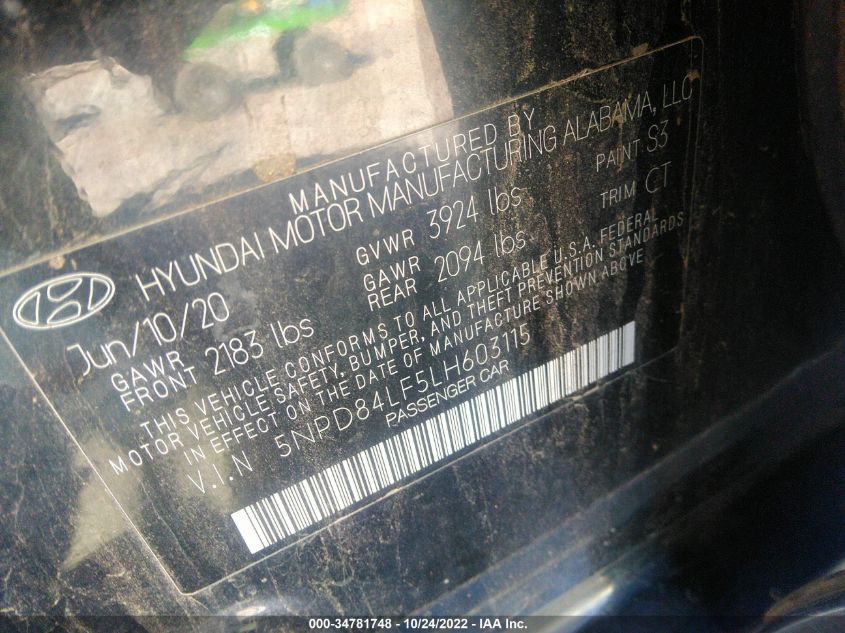 MANUFACTURED BY
HYUNDAI MOTOR MANUFACTURING ALABAMA, LLC
Jun/10/20 GVWR 3924 lbs PAINT S3
GAWR FRONT 2183 lbs GAWR REAR 2094 lbs TRIM CT
THIS VEHICLE CONFORMS TO ALL APPLICABLE U.S.A. FEDERAL
MOTOR VEHICLE SAFETY, BUMPER, AND THEFT PREVENTION STANDARDS
IN EFFECT ON THE DATE OF MANUFACTURE SHOWN ABOVE
V.I.N 5NPD84LF5LH603115
PASSENGER CAR
000-34781748 - 10/24/2022 - IAA Inc.